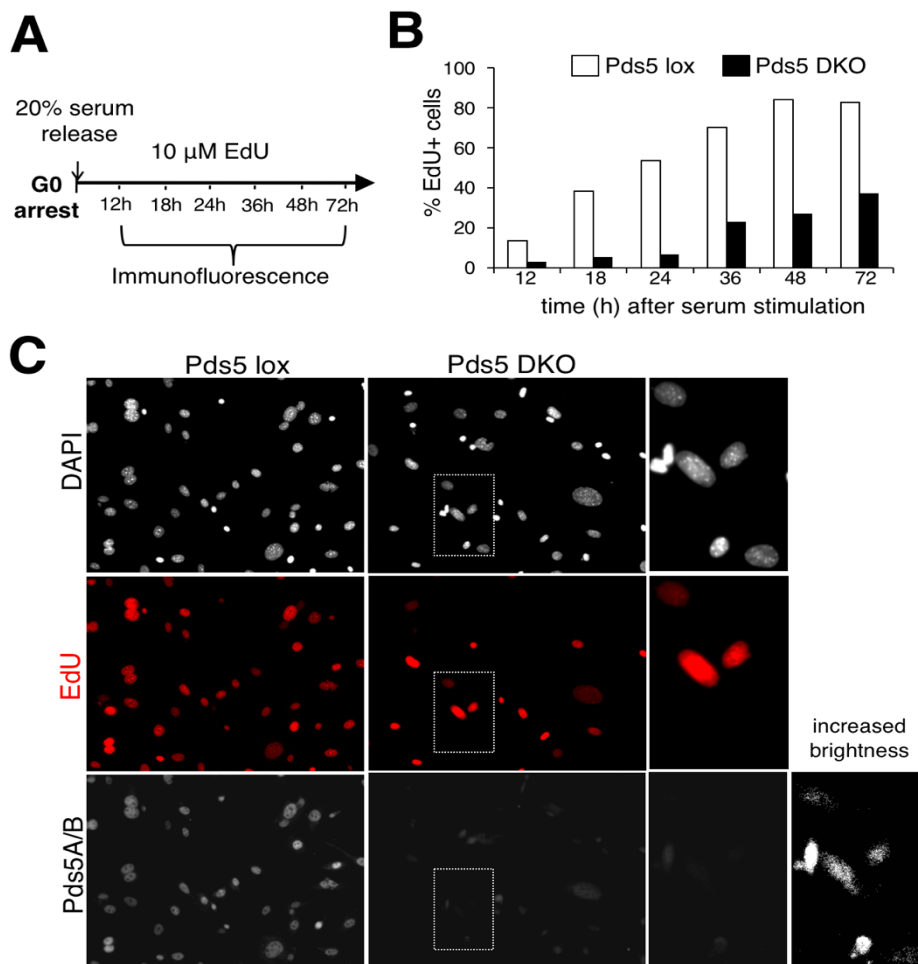 A
20% serum
release
10 µM EdU
G0
arrest
12h 18h 24h 36h 48h 72h
Immunofluorescence
B
Pds5 lox Pds5 DKO
% EdU+ cells
100
80
60
40
20
0
12 18 24 36 48 72
time (h) after serum stimulation
C
Pds5 lox Pds5 DKO
DAPI
EdU
increased
brightness
Pds5A/B